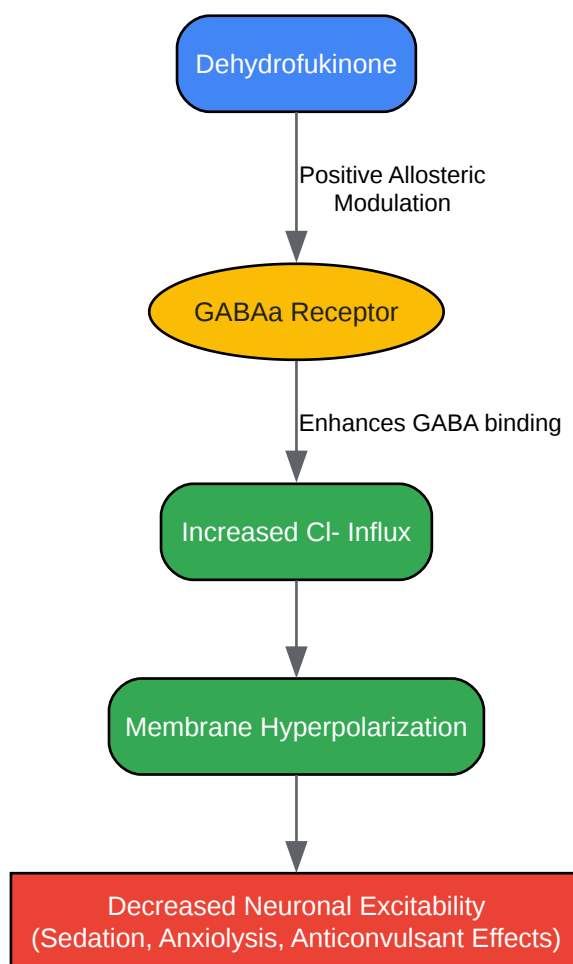 Dehydrofukinone
Positive Allosteric
Modulation
GABAa Receptor
Enhances GABA binding
Increased Cl- Influx
Membrane Hyperpolarization
Decreased Neuronal Excitability
(Sedation, Anxiolysis, Anticonvulsant Effects)